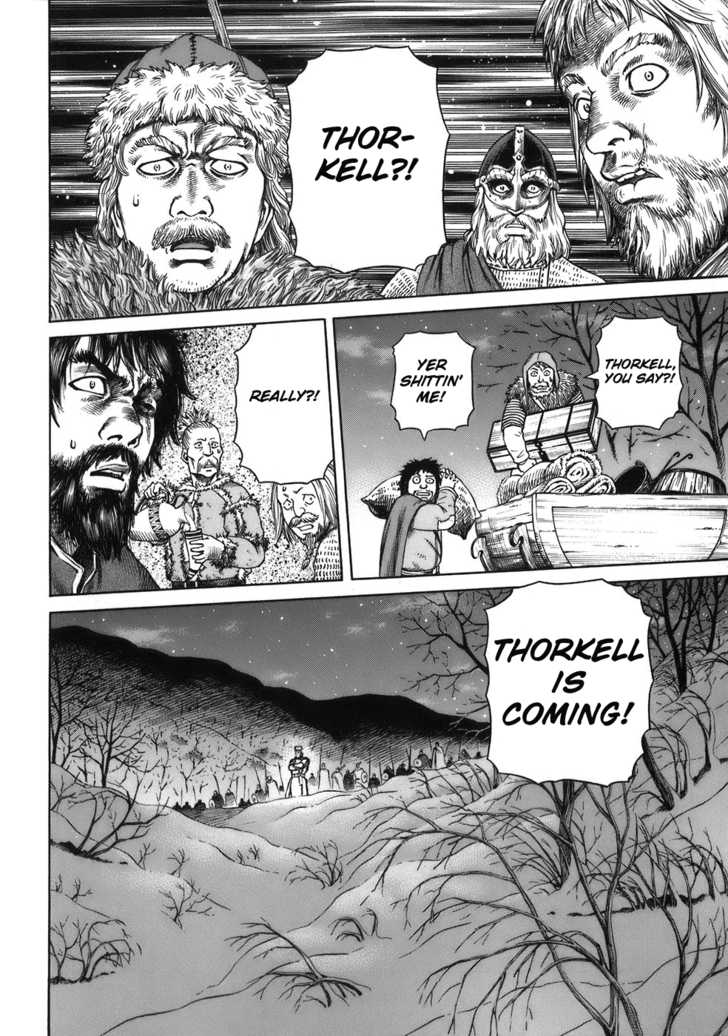 THOR-
KELL?!
THORKELL,
YOU SAY?!
YER
SHITTIN'
ME!
REALLY?!
THORKELL
IS
COMING!